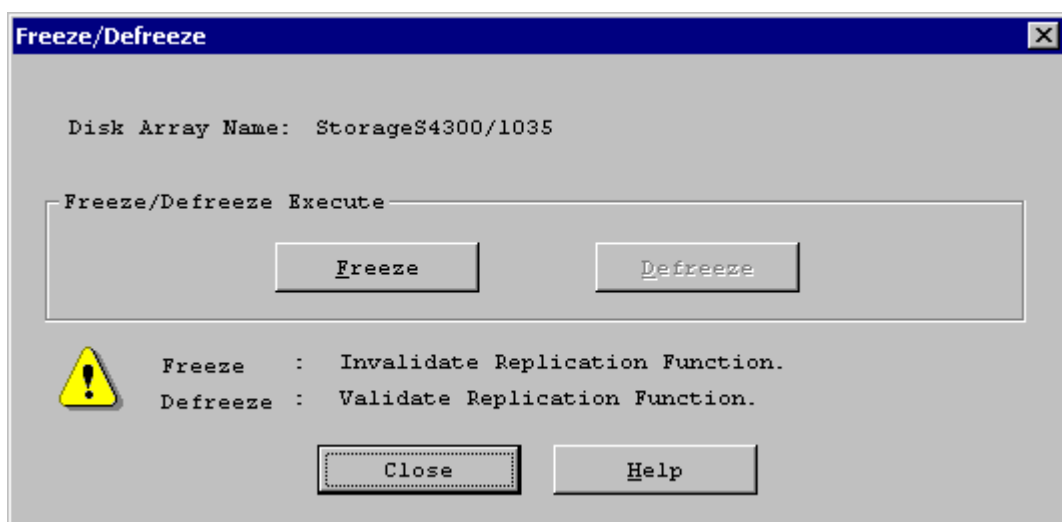 Freeze/Defreeze
Disk Array Name: StorageS4300/1035
Freeze/Defreeze Execute
Freeze Defreeze
Freeze : Invalidate Replication Function.
Defreeze : Validate Replication Function.
Close Help